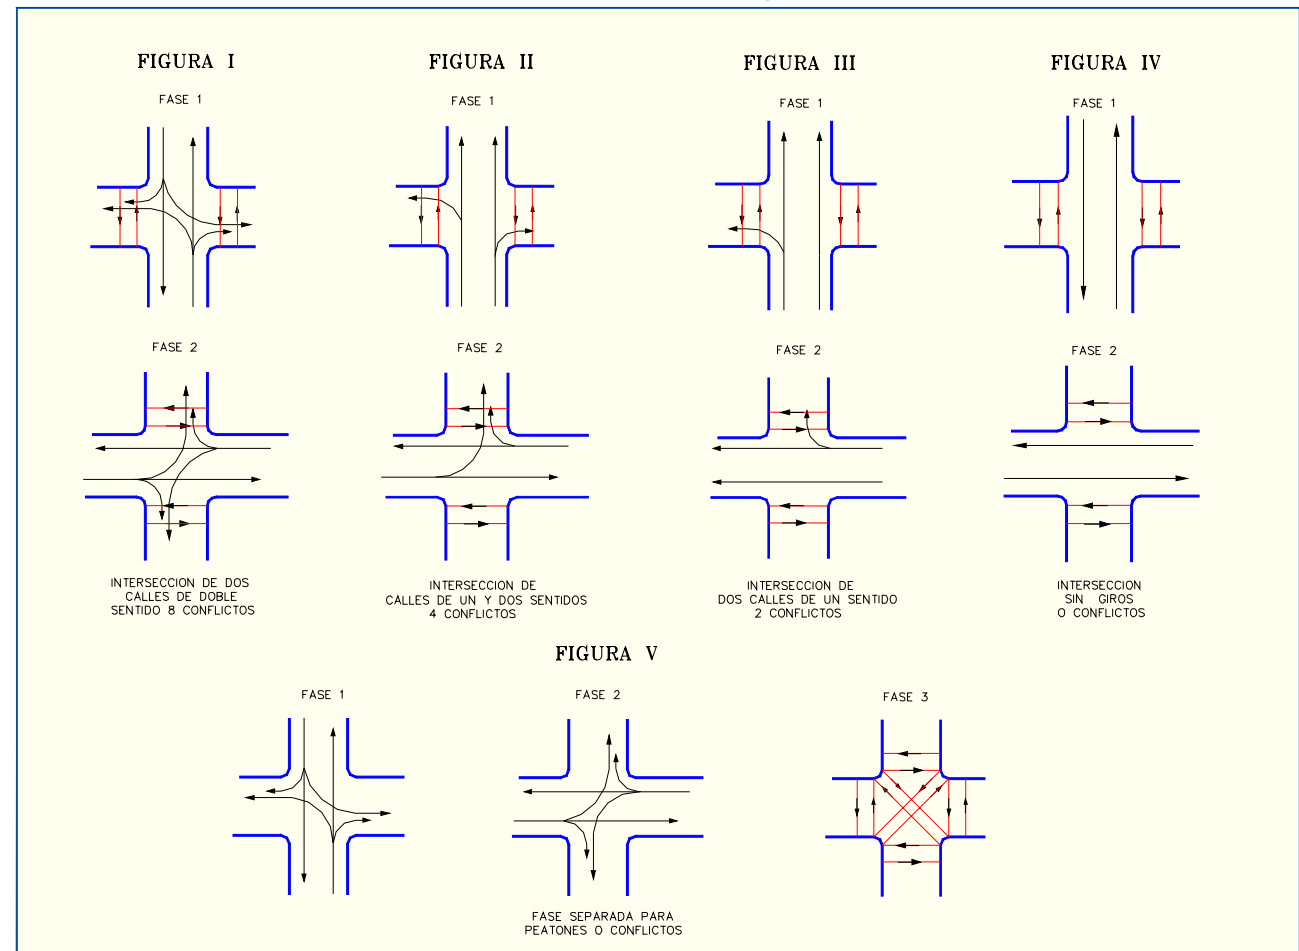 FIGURA I
FIGURA II
FIGURA III
FIGURA IV
FASE 1
FASE 1
FASE 1
FASE 1
FASE 2
FASE 2
FASE 2
FASE 2
INTERSECCION DE DOS
CALLES DE DOBLE
SENTIDO 8 CONFLICTOS
INTERSECCION DE
CALLES DE UN Y DOS SENTIDOS
4 CONFLICTOS
INTERSECCION DE
DOS CALLES DE UN SENTIDO
2 CONFLICTOS
INTERSECCION
SIN GIROS
0 CONFLICTOS
FIGURA V
FASE 1
FASE 2
FASE 3
FASE SEPARADA PARA
PEATONES 0 CONFLICTOS